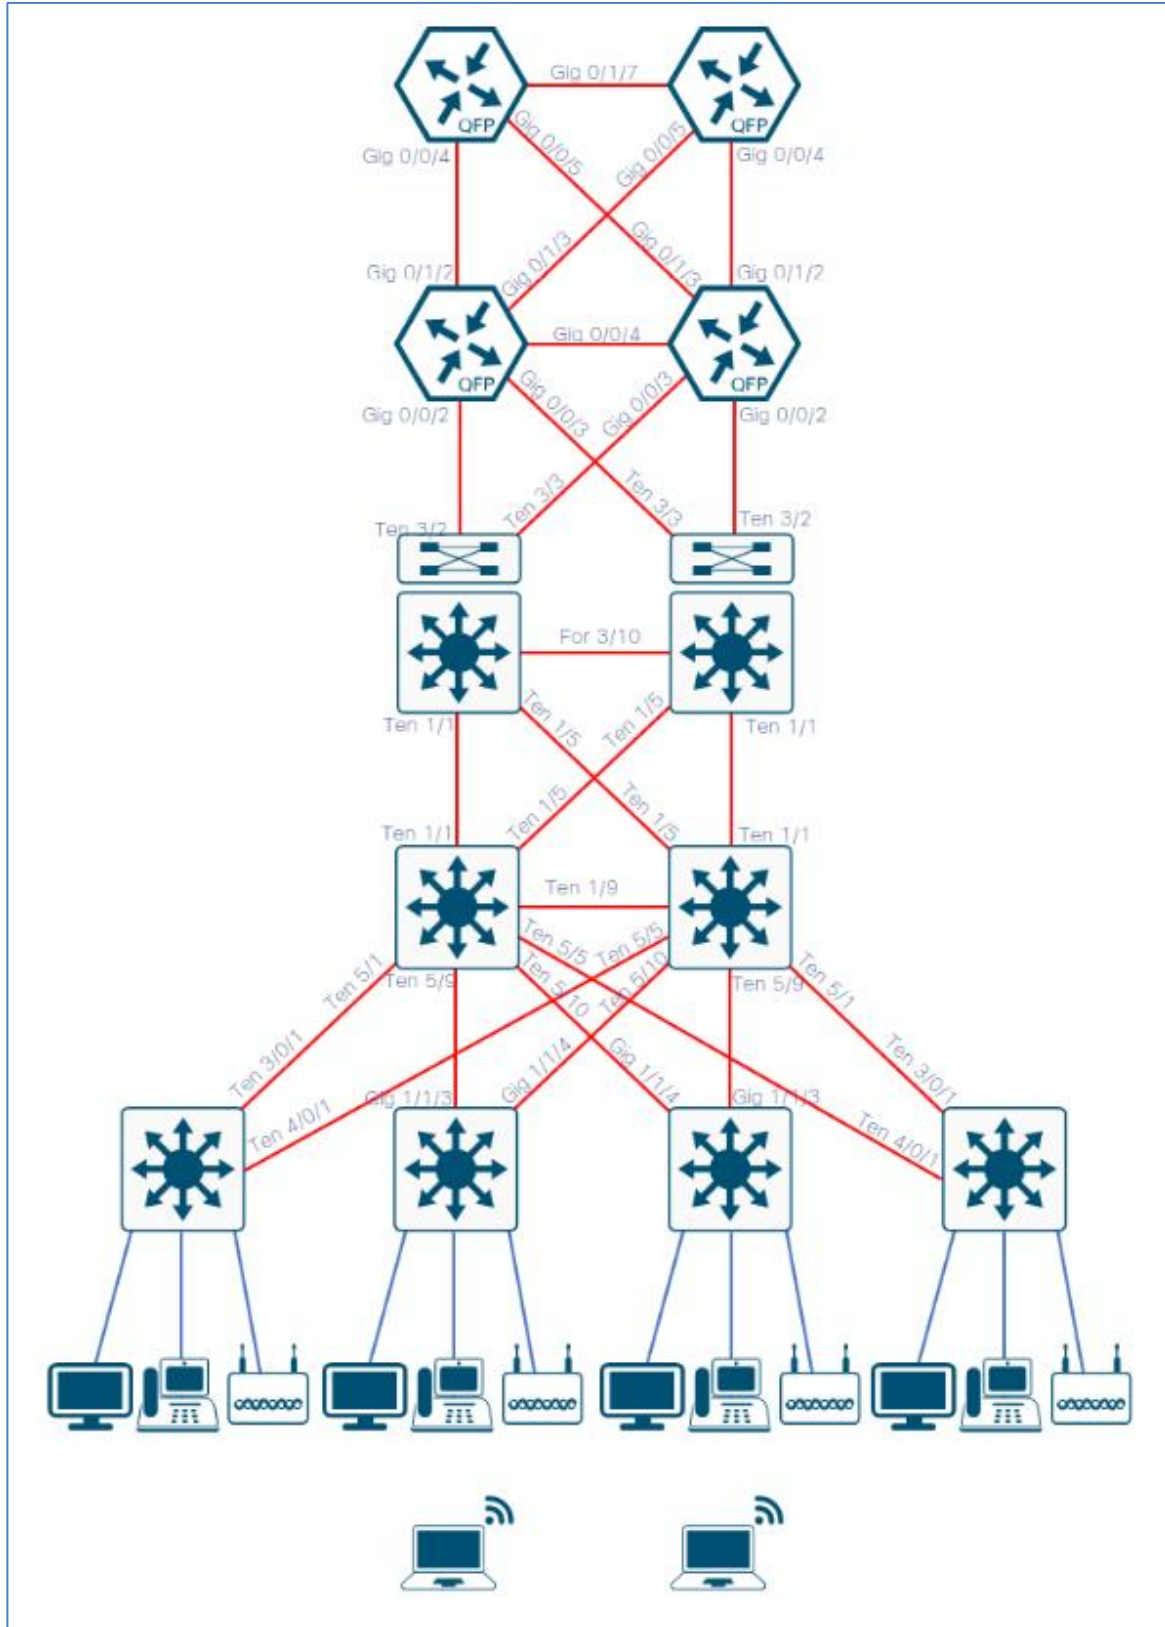 Gig 0/1/7
QFP
QFP
Gig 0/0/4
Gig 0/0/5
Gig 0/0/5
Gig 0/0/4
Gig 0/1/2
Gig 0/1/3
Gig 0/1/3
Gig 0/1/2
Gig 0/0/4
QFP
QFP
Gig 0/0/2
Gig 0/0/3
Gig 0/0/3
Gig 0/0/2
Ten 3/2
Ten 3/3
Ten 3/3
Ten 3/2
For 3/10
Ten 1/1
Ten 1/5
Ten 1/5
Ten 1/1
Ten 1/1
Ten 1/5
Ten 1/5
Ten 1/1
Ten 1/9
Ten 5/1
Ten 5/9
Ten 5/5
Ten 5/10
Ten 5/5
Ten 5/10
Ten 5/9
Ten 5/1
Ten 3/0/1
Ten 4/0/1
Gig 1/1/3
Gig 1/1/4
Gig 1/1/4
Gig 1/1/3
Ten 4/0/1
Ten 3/0/1